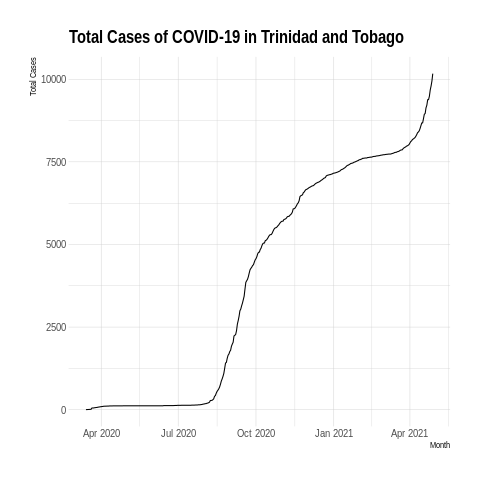 Total Cases of COVID-19 in Trinidad and Tobago
Total Cases
10000
7500
5000
2500
0
Apr 2020
Jul 2020
Oct 2020
Jan 2021
Apr 2021
Month